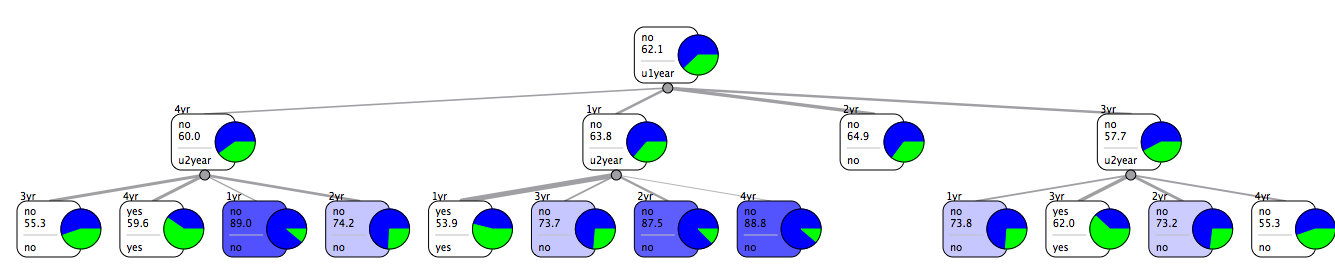 no
62.1
u1year
4yr
no
60.0
u2year
1yr
no
63.8
u2year
2yr
no
64.9
no
3yr
no
57.7
u2year
3yr
no
55.3
no
4yr
yes
59.6
yes
1yr
no
89.0
no
2yr
no
74.2
no
1yr
yes
53.9
yes
3yr
no
73.7
no
2yr
no
87.5
no
4yr
no
88.8
no
1yr
no
73.8
no
3yr
yes
62.0
yes
2yr
no
73.2
no
4yr
no
55.3
no